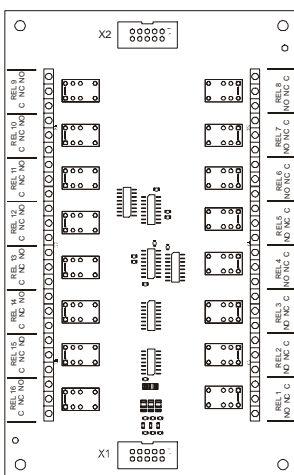 X2
REL 9
C NC NO
REL 10
C NC NO
REL 11
C NC NO
REL 12
C NC NO
REL 13
C NC NO
REL 14
C NC NO
REL 15
C NC NO
REL 16
C NC NO
REL 8
NO NC C
REL 7
NO NC C
REL 6
NO NC C
REL 5
NO NC C
REL 4
NO NC C
REL 3
NO NC C
REL 2
NO NC C
REL 1
NO NC C
X1